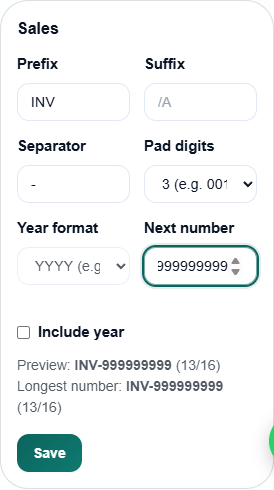 Sales
Prefix Suffix
INV /A
Separator Pad digits
- 3 (e.g. 001
Year format Next number
YYYY (e.g 999999999
Include year
Preview: INV-999999999 (13/16)
Longest number: INV-999999999
(13/16)
Save